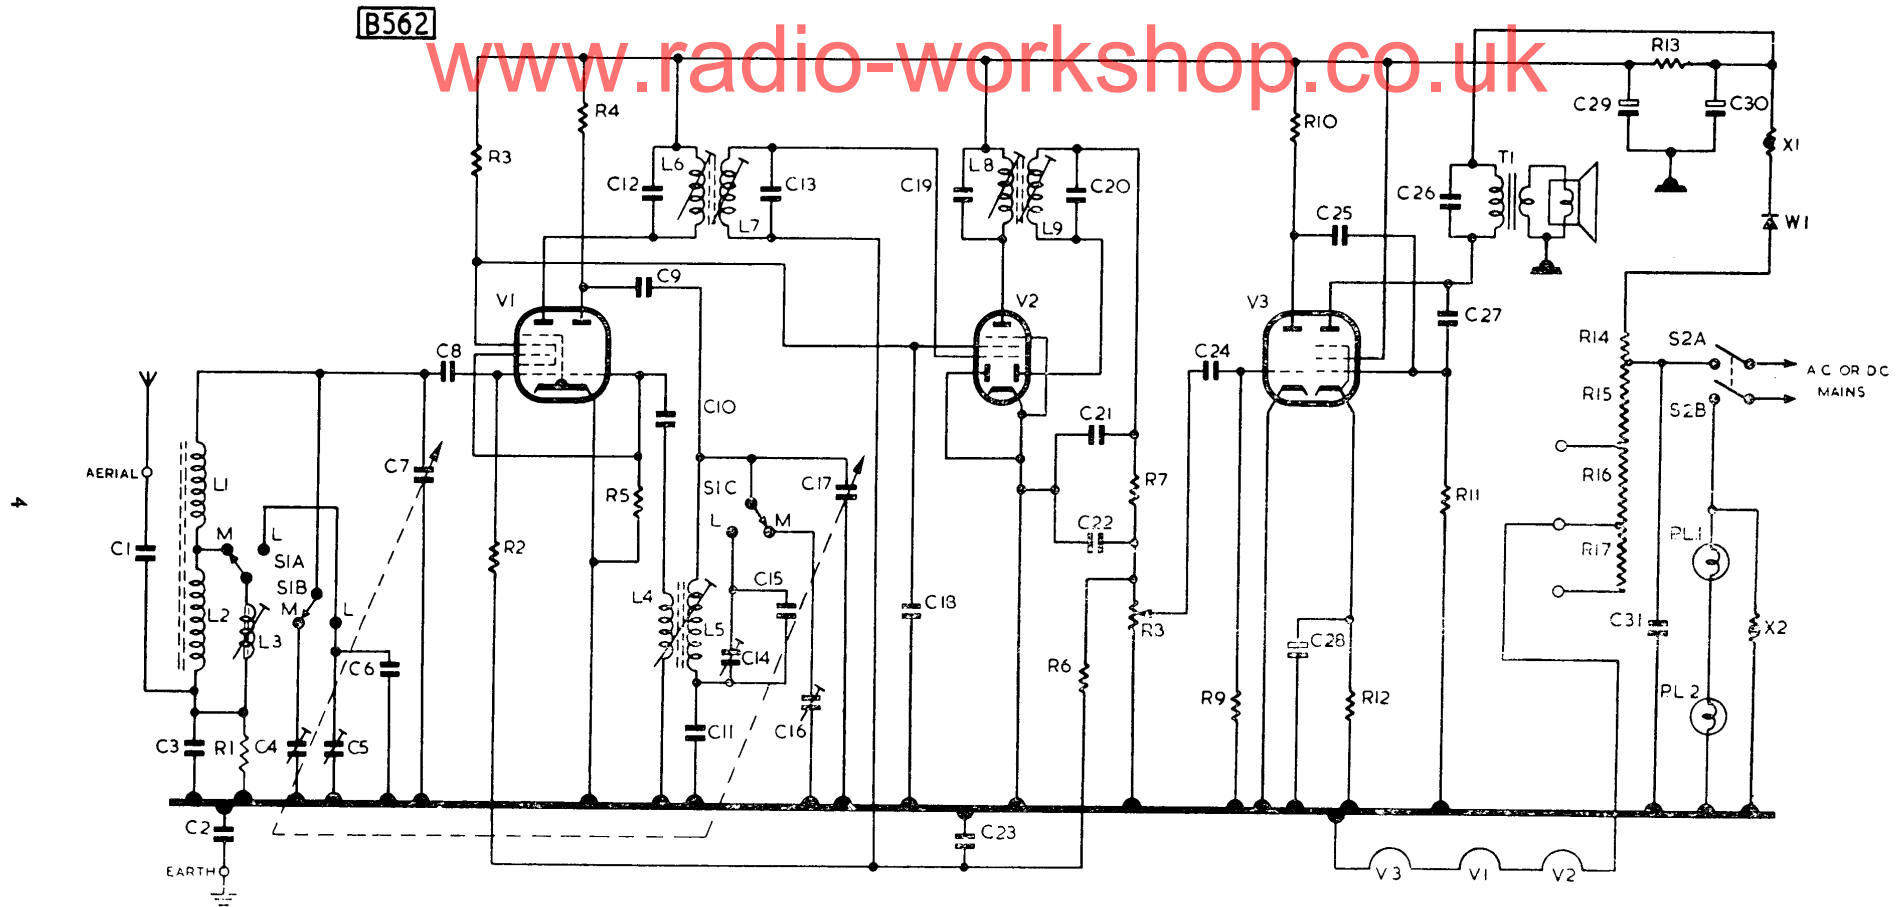 B562
www.radio-workshop.co.uk
R13
R4
C29
C30
R10
R3
L6
L8
T1
X1
C12
C13
C19
C20
C26
L7
L9
C25
W1
C9
V1
V2
V3
C27
R14
S2A
C8
C24
A C OR D C
MAINS
R15
S2B
C10
C21
AERIAL
L1
C7
R16
S1C
C17
R7
R5
R11
4
M
L
L
M
C22
C1
R2
S1A
PL1
R17
S1B
C15
L2
M
L
L4
C18
L3
L5
R3
C31
X2
C14
C28
C6
R6
PL 2
R9
R12
C3
R1
C4
C5
C11
C16
C2
C23
EARTH
V3
V1
V2